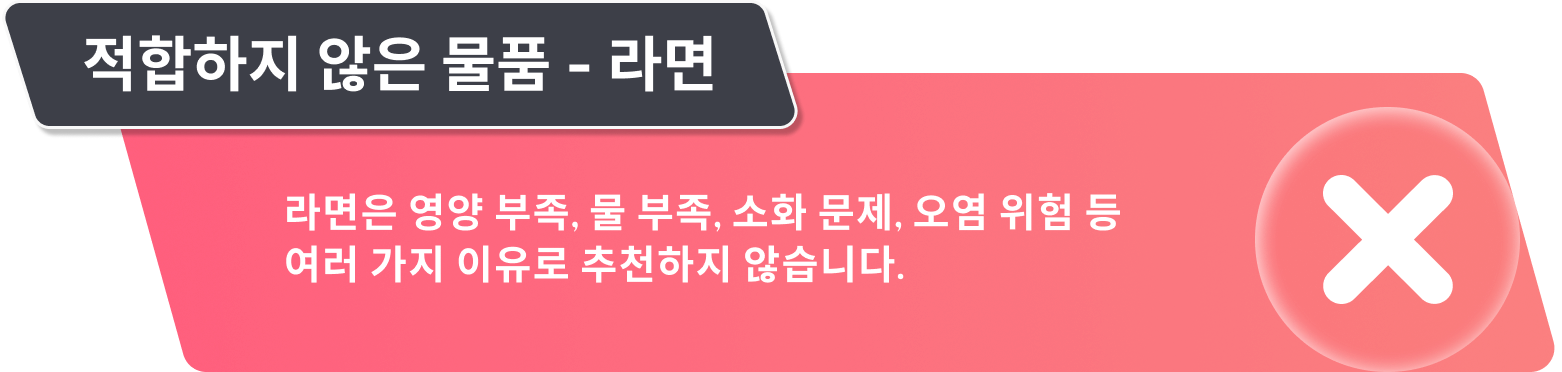 적합하지 않은 물품 - 라면
라면은 영양 부족, 물 부족, 소화 문제, 오염 위험 등
여러 가지 이유로 추천하지 않습니다.